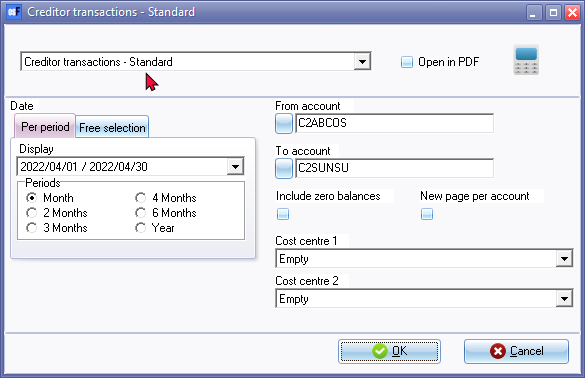 Creditor transactions - Standard
Creditor transactions - Standard
Open in PDF
Date
Per period
Free selection
Display
2022/04/01 / 2022/04/30
Periods
Month
4 Months
2 Months
6 Months
3 Months
Year
From account
C2ABCOS
To account
C2SUNSU
Include zero balances
New page per account
Cost centre 1
Empty
Cost centre 2
Empty
OK
Cancel